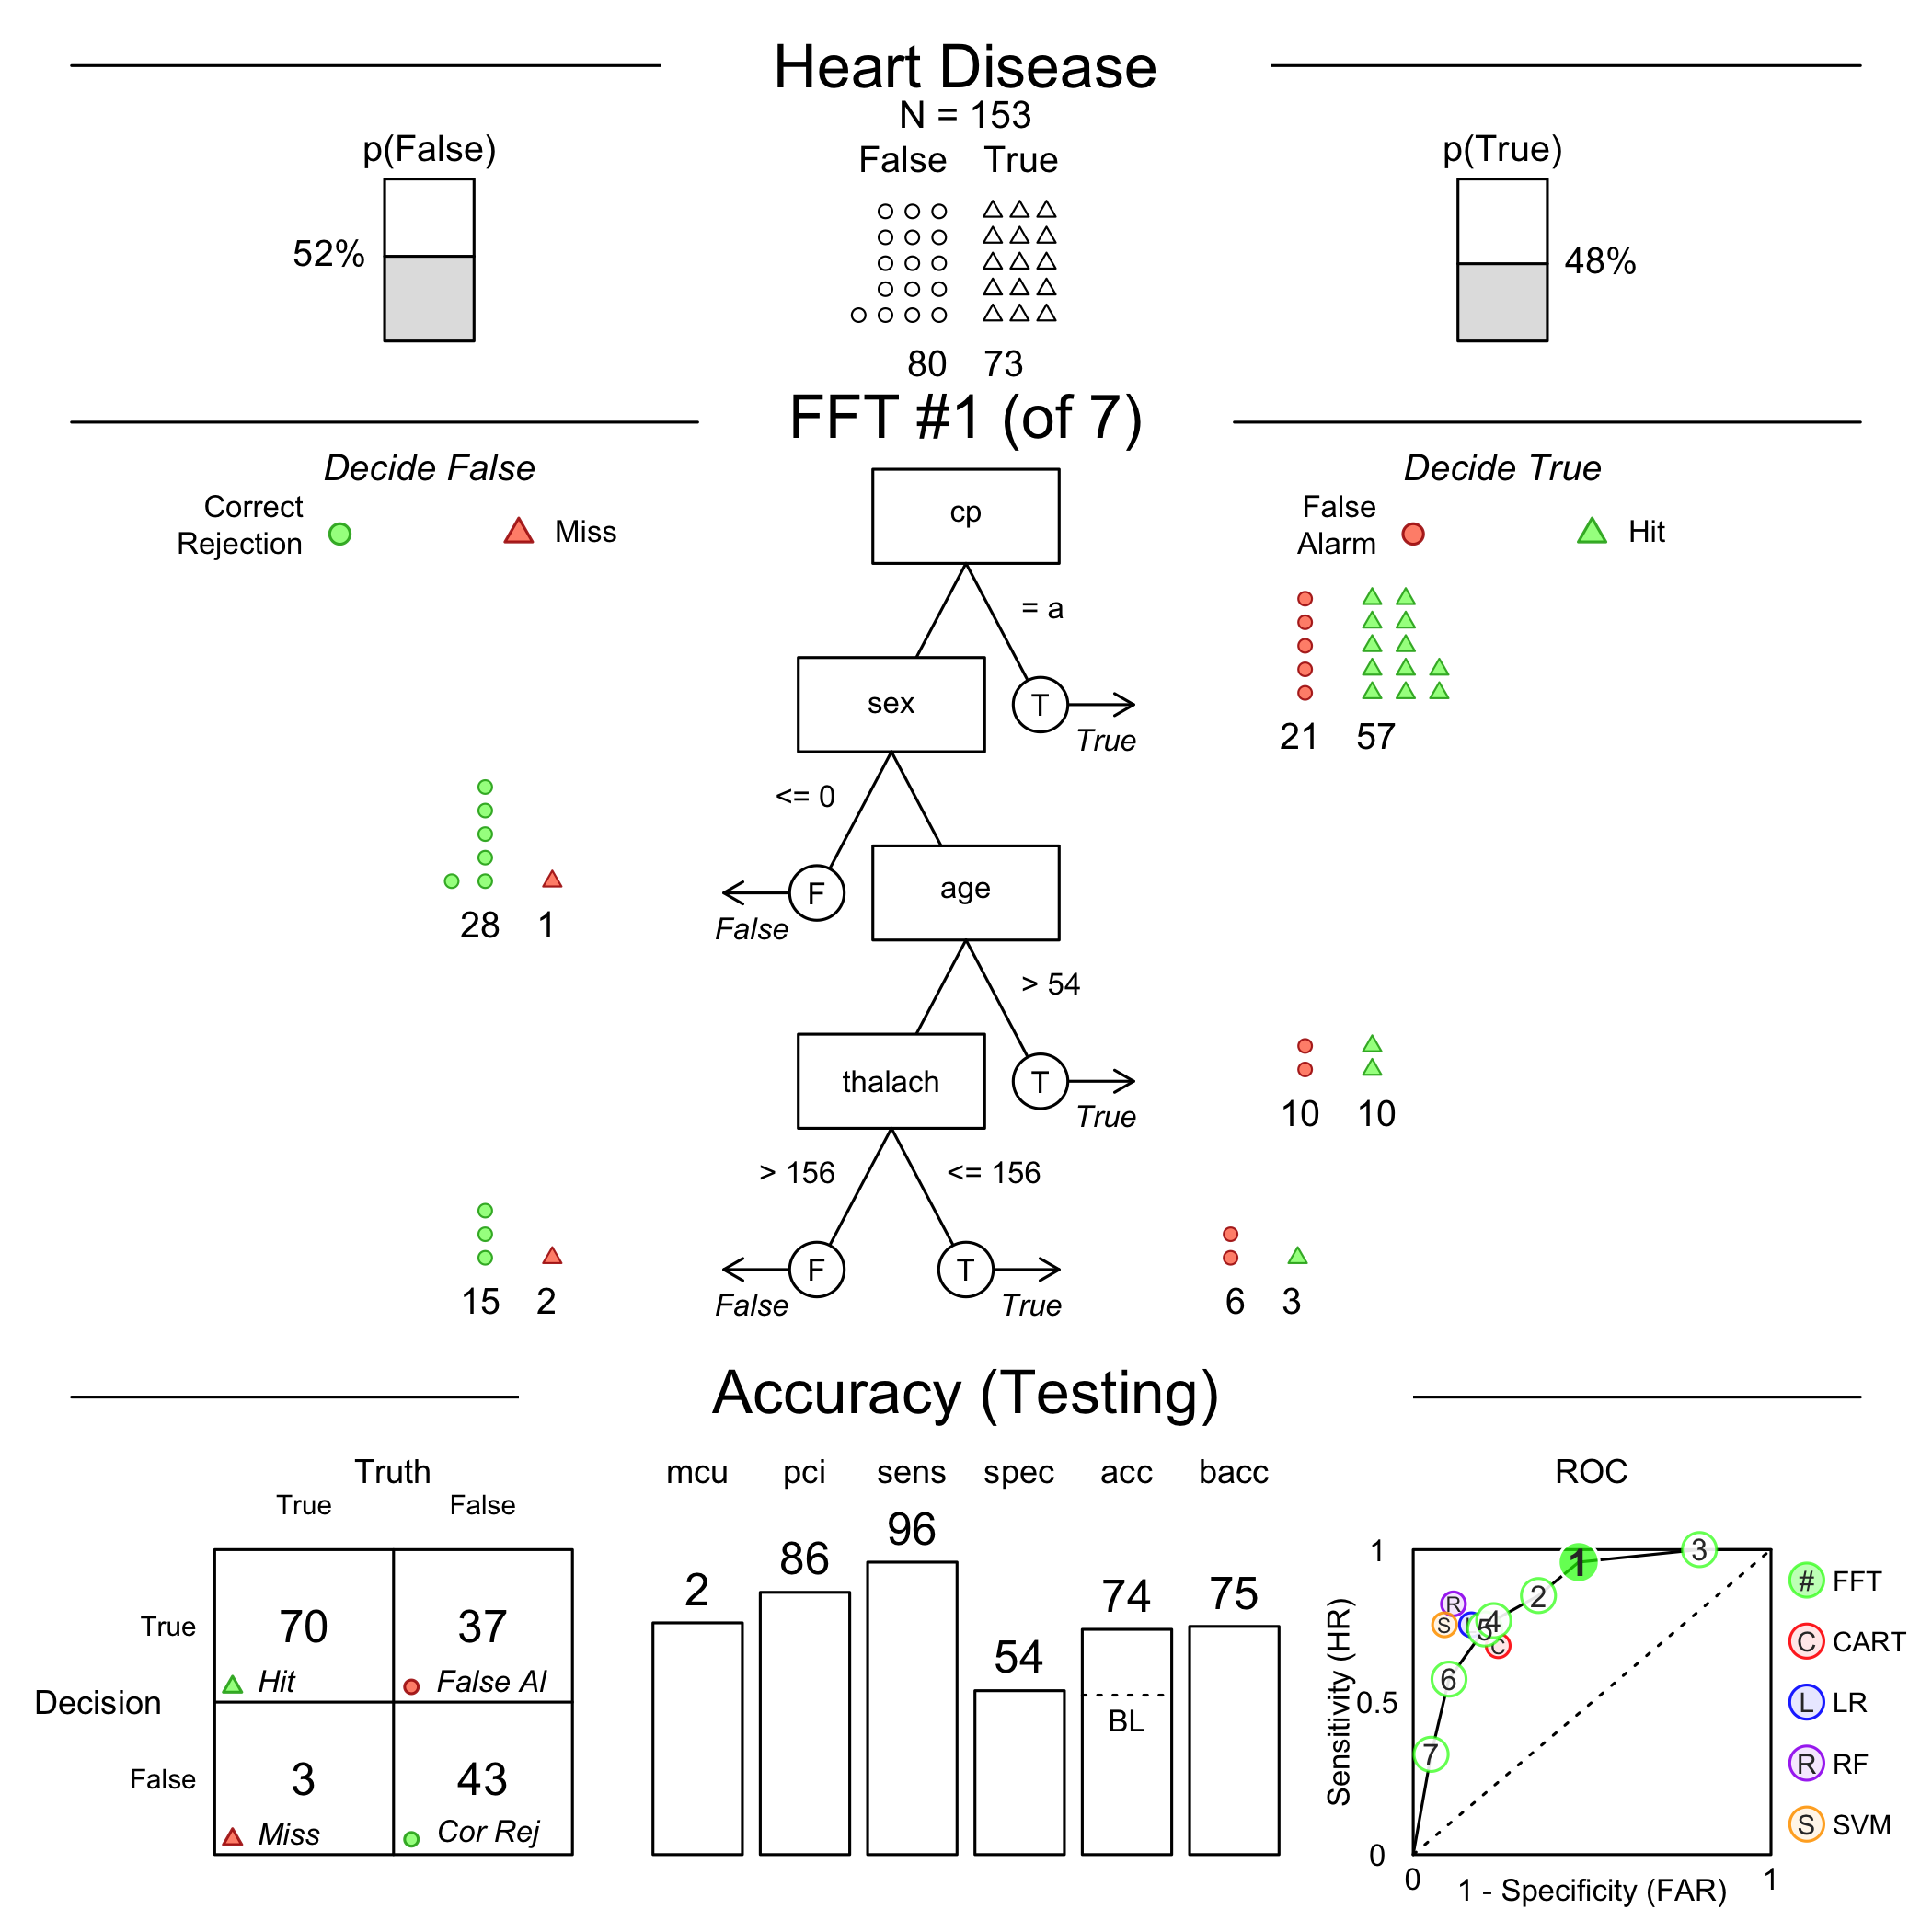 Heart Disease
N = 153
p(False)
False True
p(True)
52%
48%
80 73
FFT #1 (of 7)
Decide False
Decide True
Correct
Rejection
Miss
False
Alarm
Hit
cp
= a
sex
T
True
21 57
<= 0
F
False
28 1
age
> 54
thalach
T
True
10 10
> 156
<= 156
F
False
T
True
15 2
6 3
Accuracy (Testing)
Truth
True False
Decision
True
70
Hit
37
False Al
False
3
Miss
43
Cor Rej
mcu pci sens spec acc bacc
2 86 96 54 74 75
BL
ROC
Sensitivity (HR)
1
0.5
0
0 1
1 - Specificity (FAR)
1
2
3
4
5
6
7
R
S
L
C
# FFT
C CART
L LR
R RF
S SVM